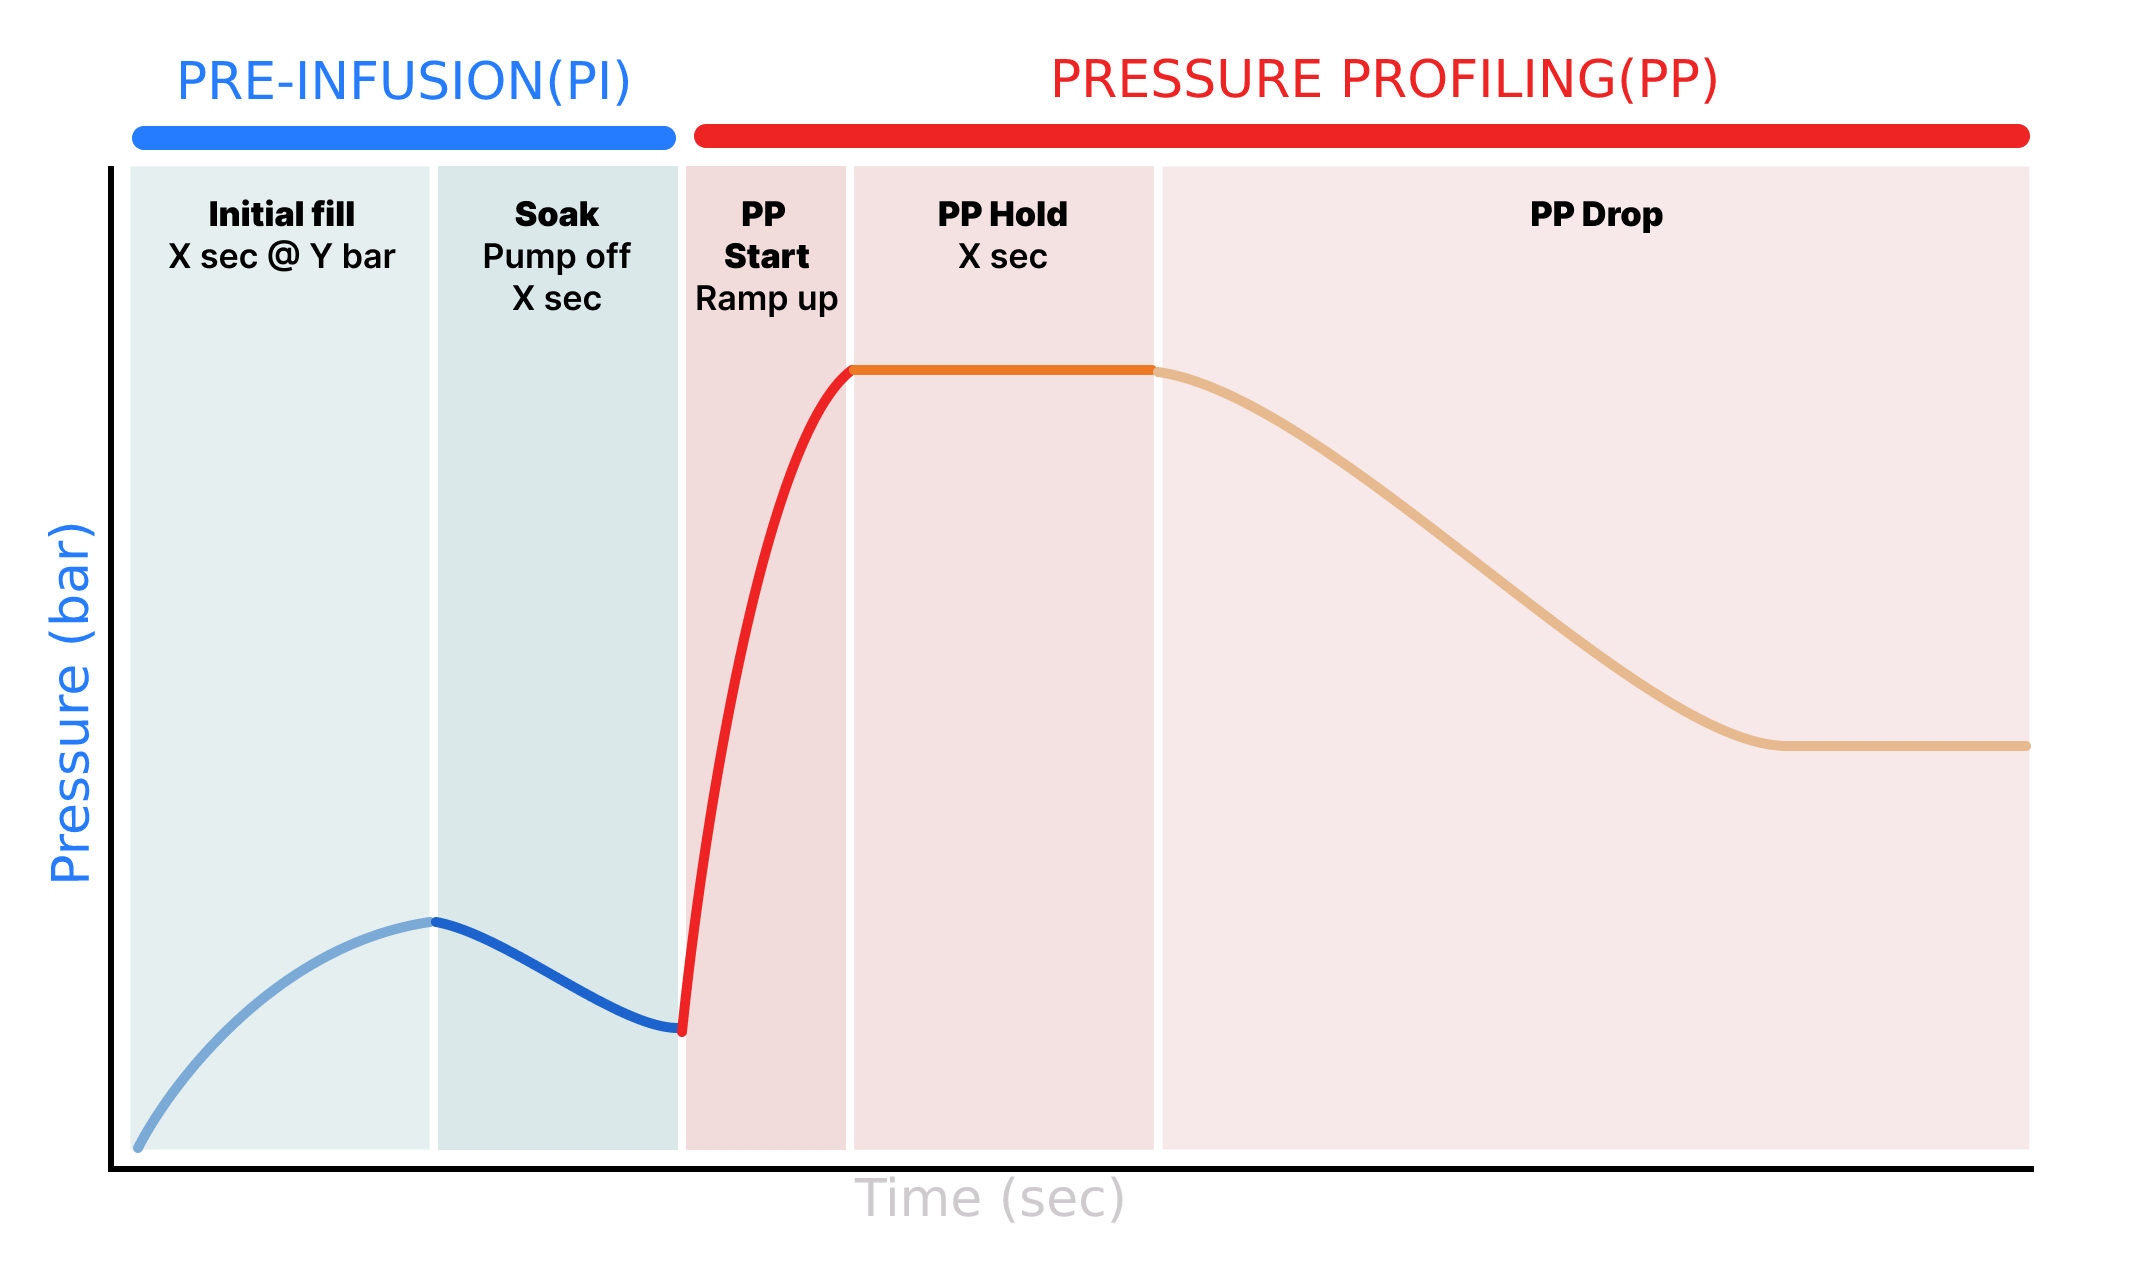 PRE-INFUSION(PI)
PRESSURE PROFILING(PP)
Initial fill
X sec @ Y bar
Soak
Pump off
X sec
PP
Start
Ramp up
PP Hold
X sec
PP Drop
Pressure (bar)
Time (sec)